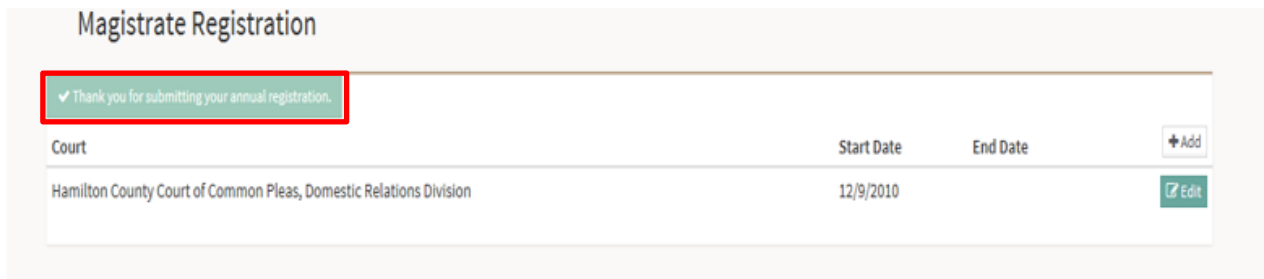 Magistrate Registration
✔ Thank you for submitting your annual registration.
Court Start Date End Date +Add
Hamilton County Court of Common Pleas, Domestic Relations Division 12/9/2010 Edit